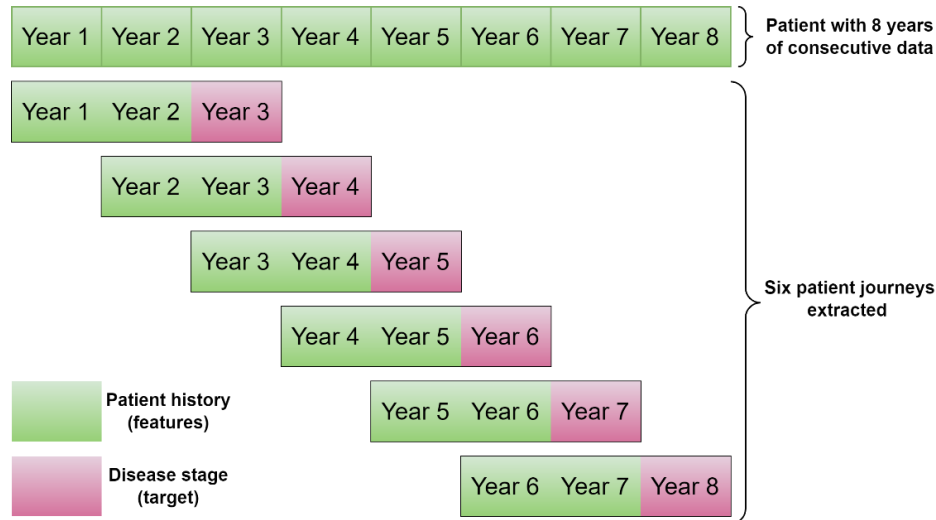 Year 1 Year 2 Year 3 Year 4 Year 5 Year 6 Year 7 Year 8
Patient with 8 years
of consecutive data
Year 1 Year 2 Year 3
Year 2 Year 3 Year 4
Year 3 Year 4 Year 5
Six patient journeys
extracted
Year 4 Year 5 Year 6
Patient history
(features)
Year 5 Year 6 Year 7
Disease stage
(target)
Year 6 Year 7 Year 8